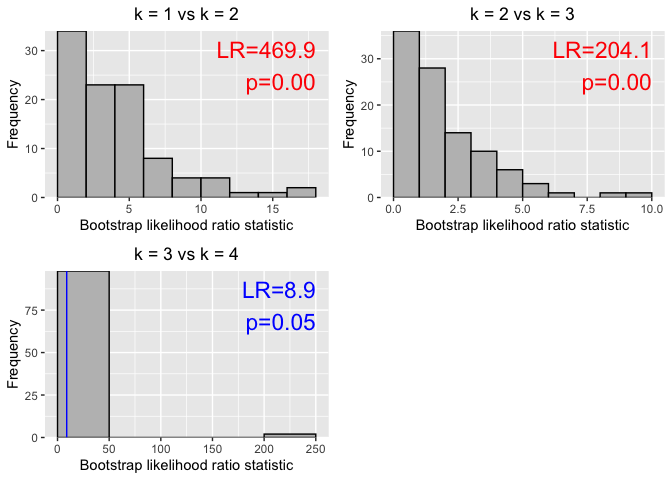 k = 1 vs k = 2
LR=469.9
p=0.00
Frequency
30
20
10
0
0 5 10 15
Bootstrap likelihood ratio statistic
k = 2 vs k = 3
LR=204.1
p=0.00
Frequency
30
20
10
0
0.0 2.5 5.0 7.5 10.0
Bootstrap likelihood ratio statistic
k = 3 vs k = 4
LR=8.9
p=0.05
Frequency
75
50
25
0
0 50 100 150 200 250
Bootstrap likelihood ratio statistic